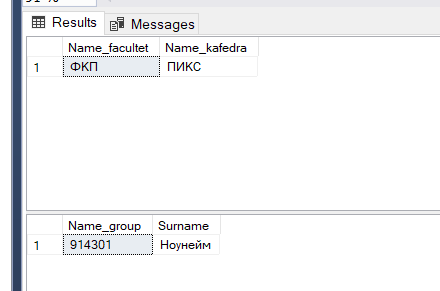 Results Messages
Name_facultet Name_kafedra
1 ФКП ПИКС
Name_group Surname
1 914301 Ноунейм